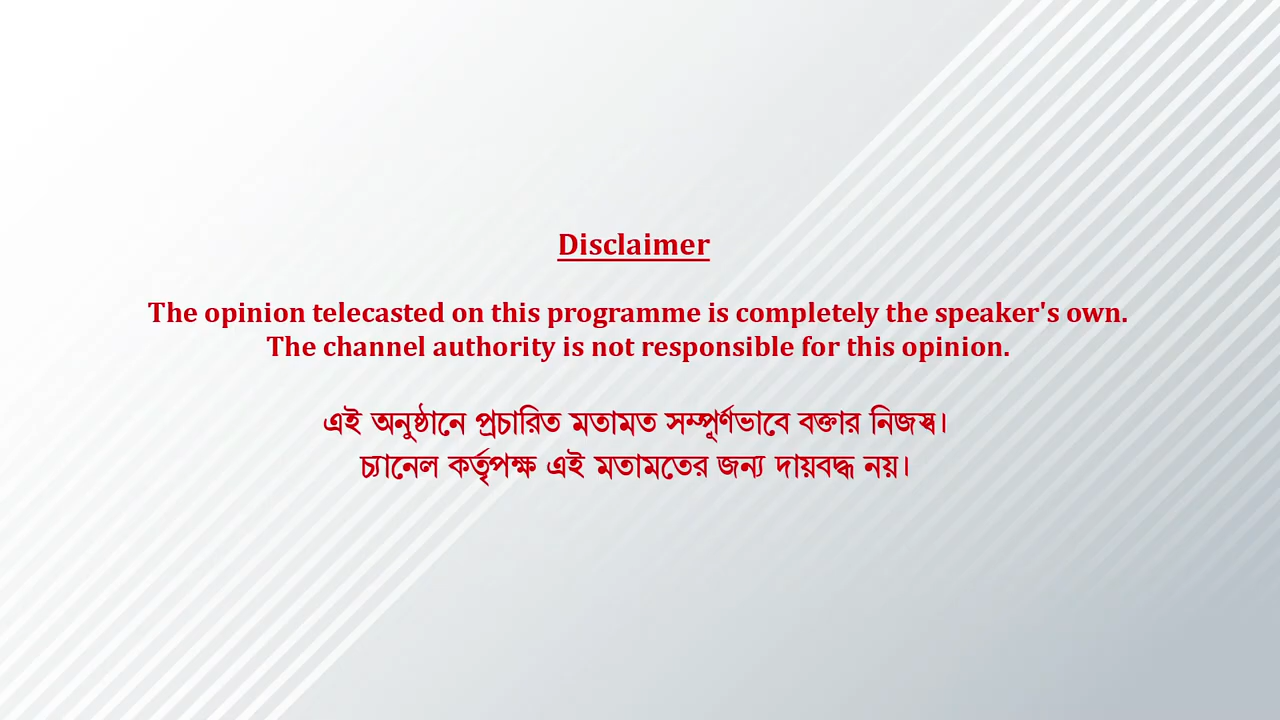 Disclaimer
The opinion telecasted on this programme is completely the speaker's own.
The channel authority is not responsible for this opinion.
এই অনুষ্ঠানে প্রচারিত মতামত সম্পূর্ণভাবে বক্তার নিজস্ব।
চ্যানেল কর্তৃপক্ষ এই মতামতের জন্য দায়বদ্ধ নয়।